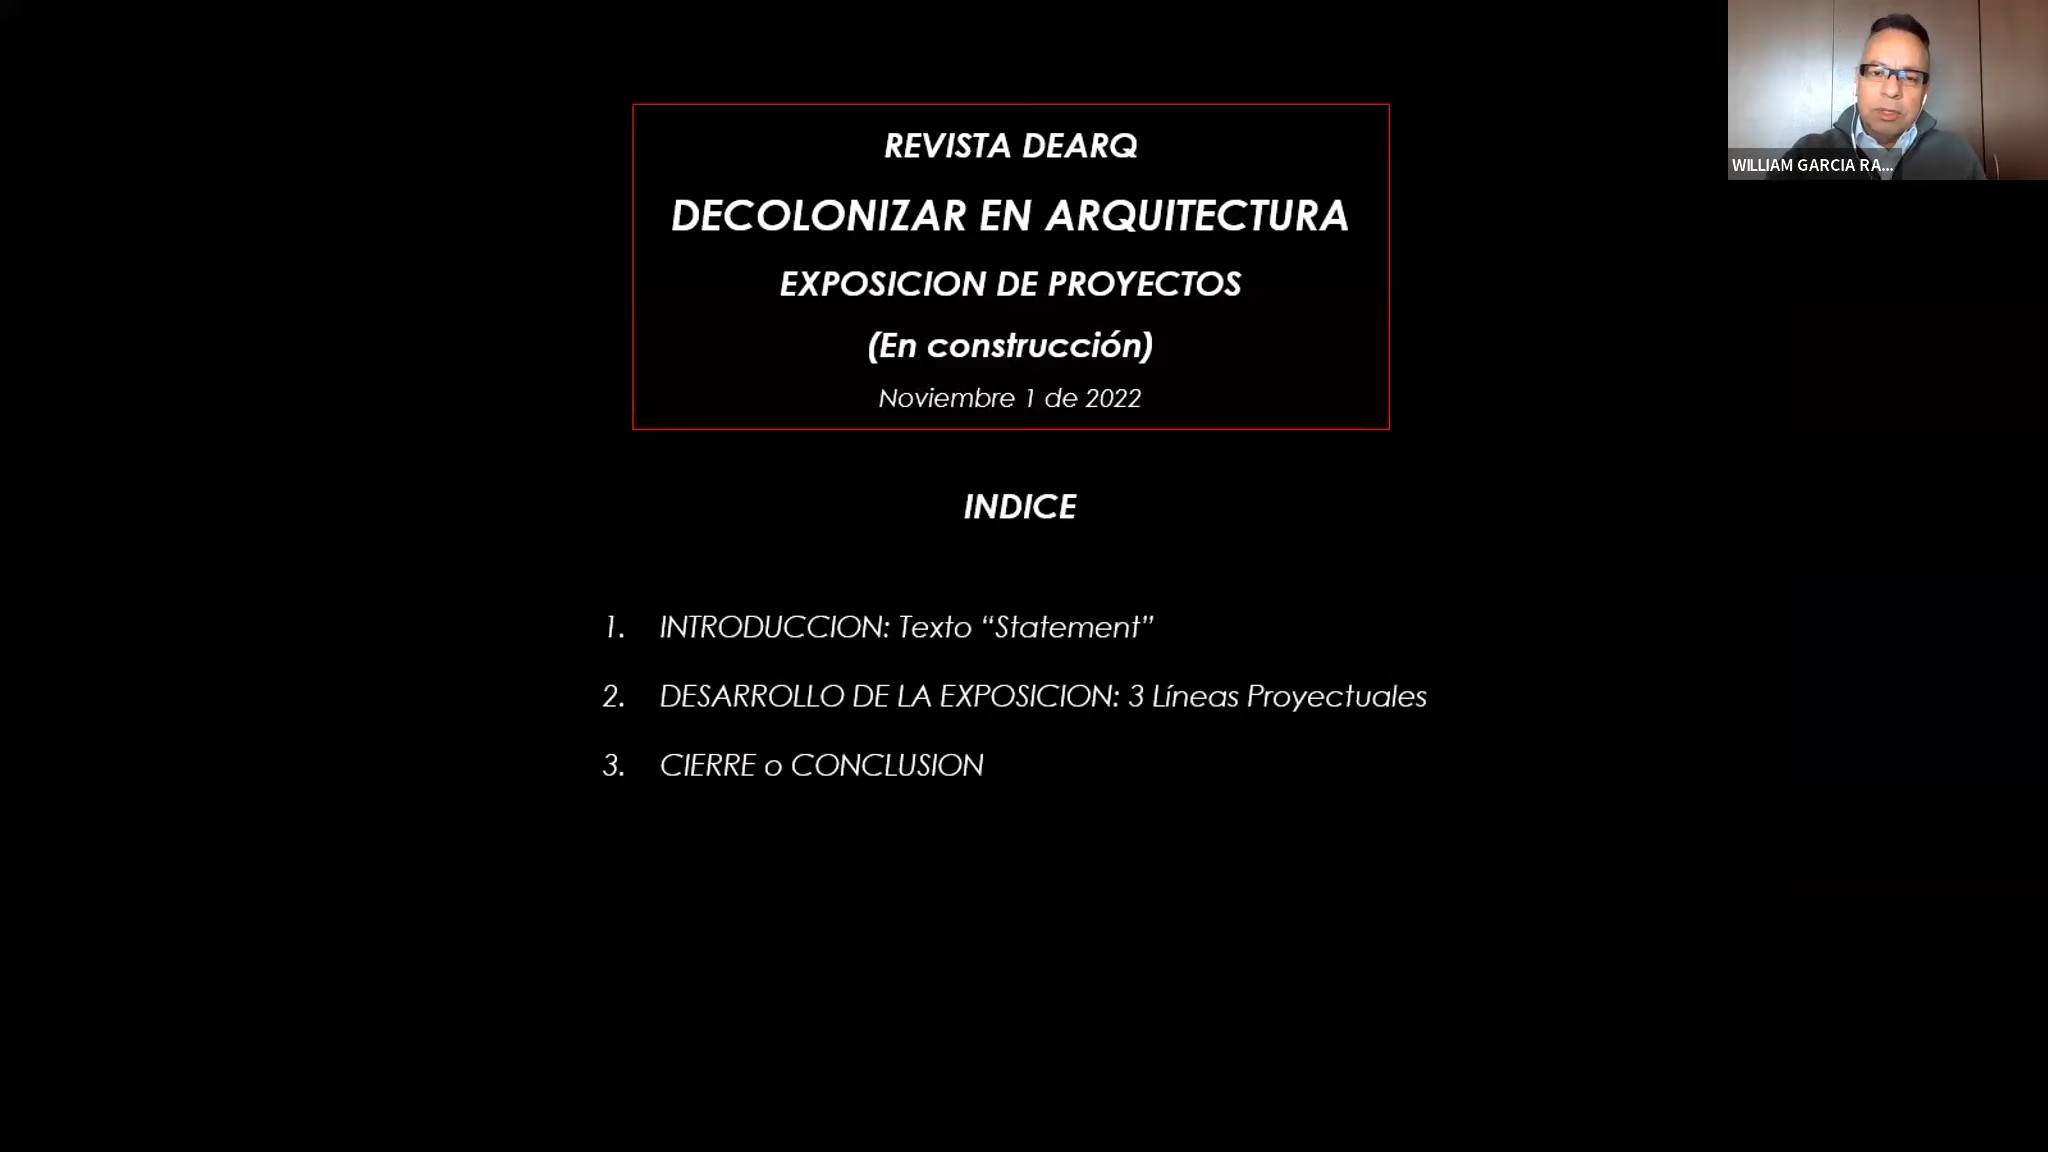 REVISTA DEARQ
DECOLONIZAR EN ARQUITECTURA
EXPOSICION DE PROYECTOS
(En construcción)
Noviembre 1 de 2022
INDICE
1. INTRODUCCION: Texto “Statement”
2. DESARROLLO DE LA EXPOSICION: 3 Líneas Proyectuales
3. CIERRE o CONCLUSION
WILLIAM GARCIA RA...